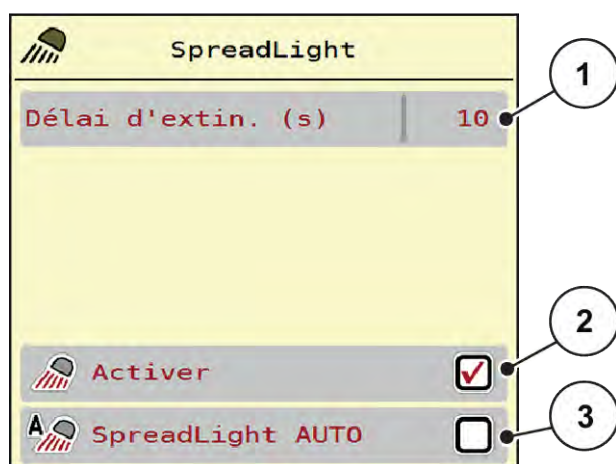 SpreadLight
Délai d'extin. (s) 10
1
Activer
2
A SpreadLight AUTO
3